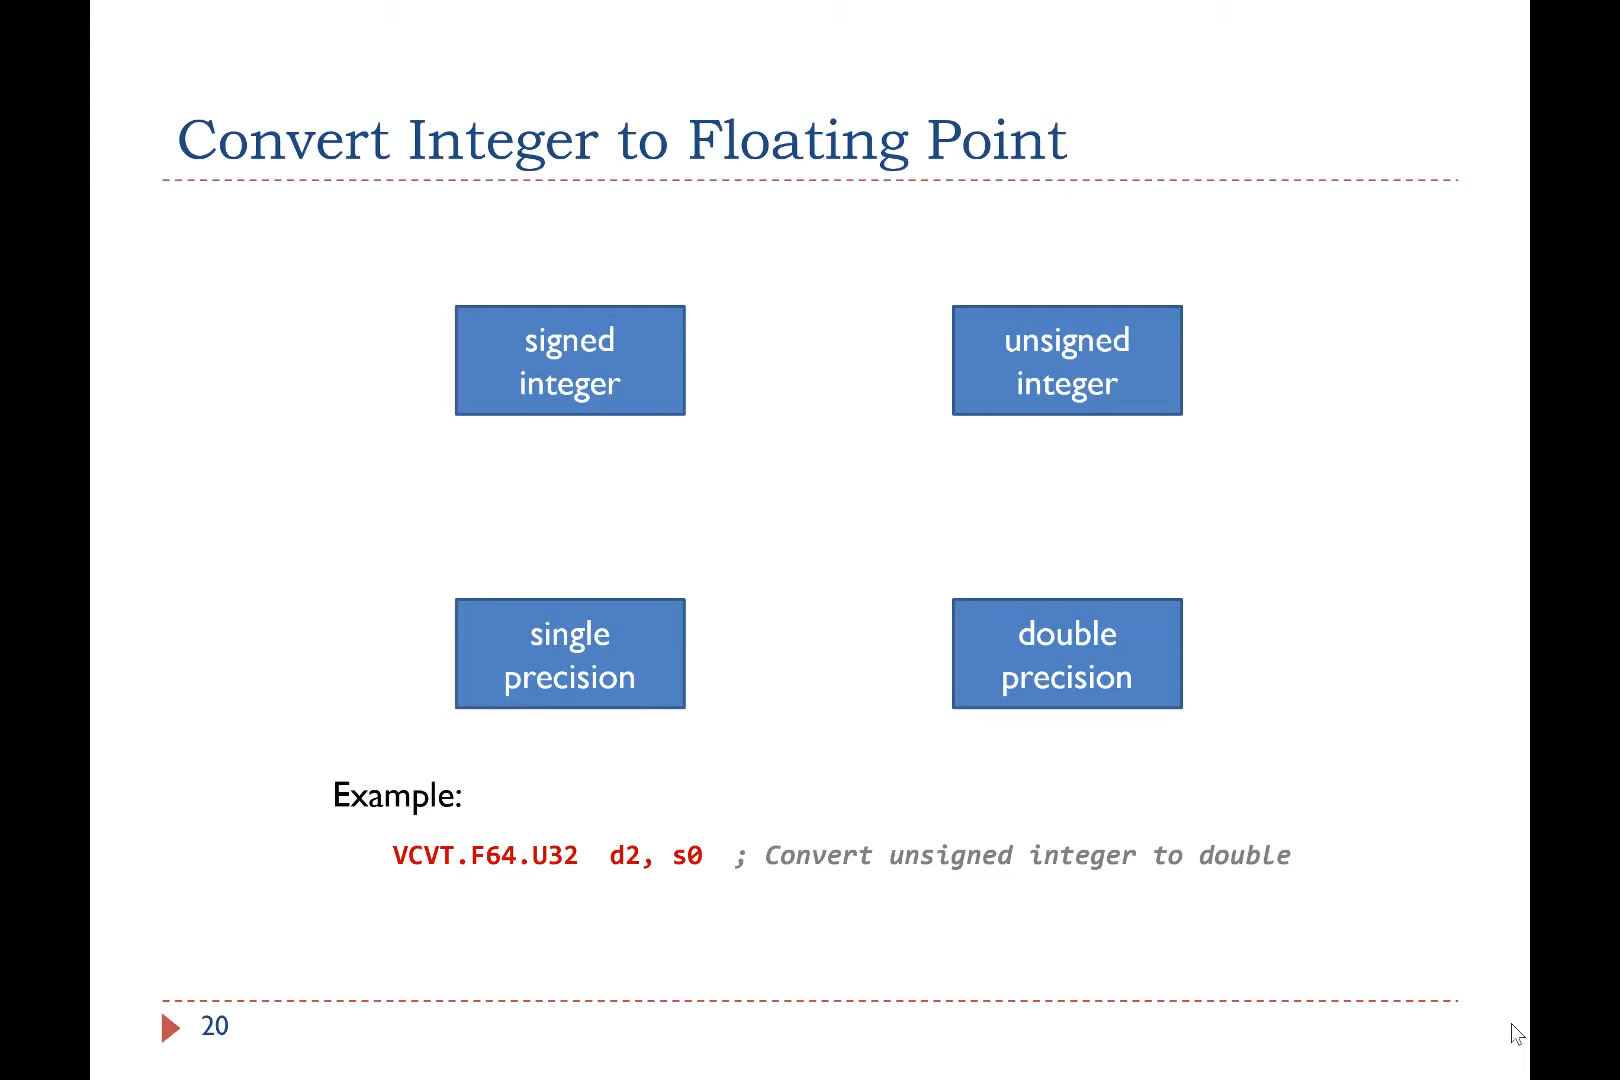 Convert Integer to Floating Point
signed
integer
unsigned
integer
single
precision
double
precision
Example:
VCVT.F64.U32  d2, s0  ; Convert unsigned integer to double
20